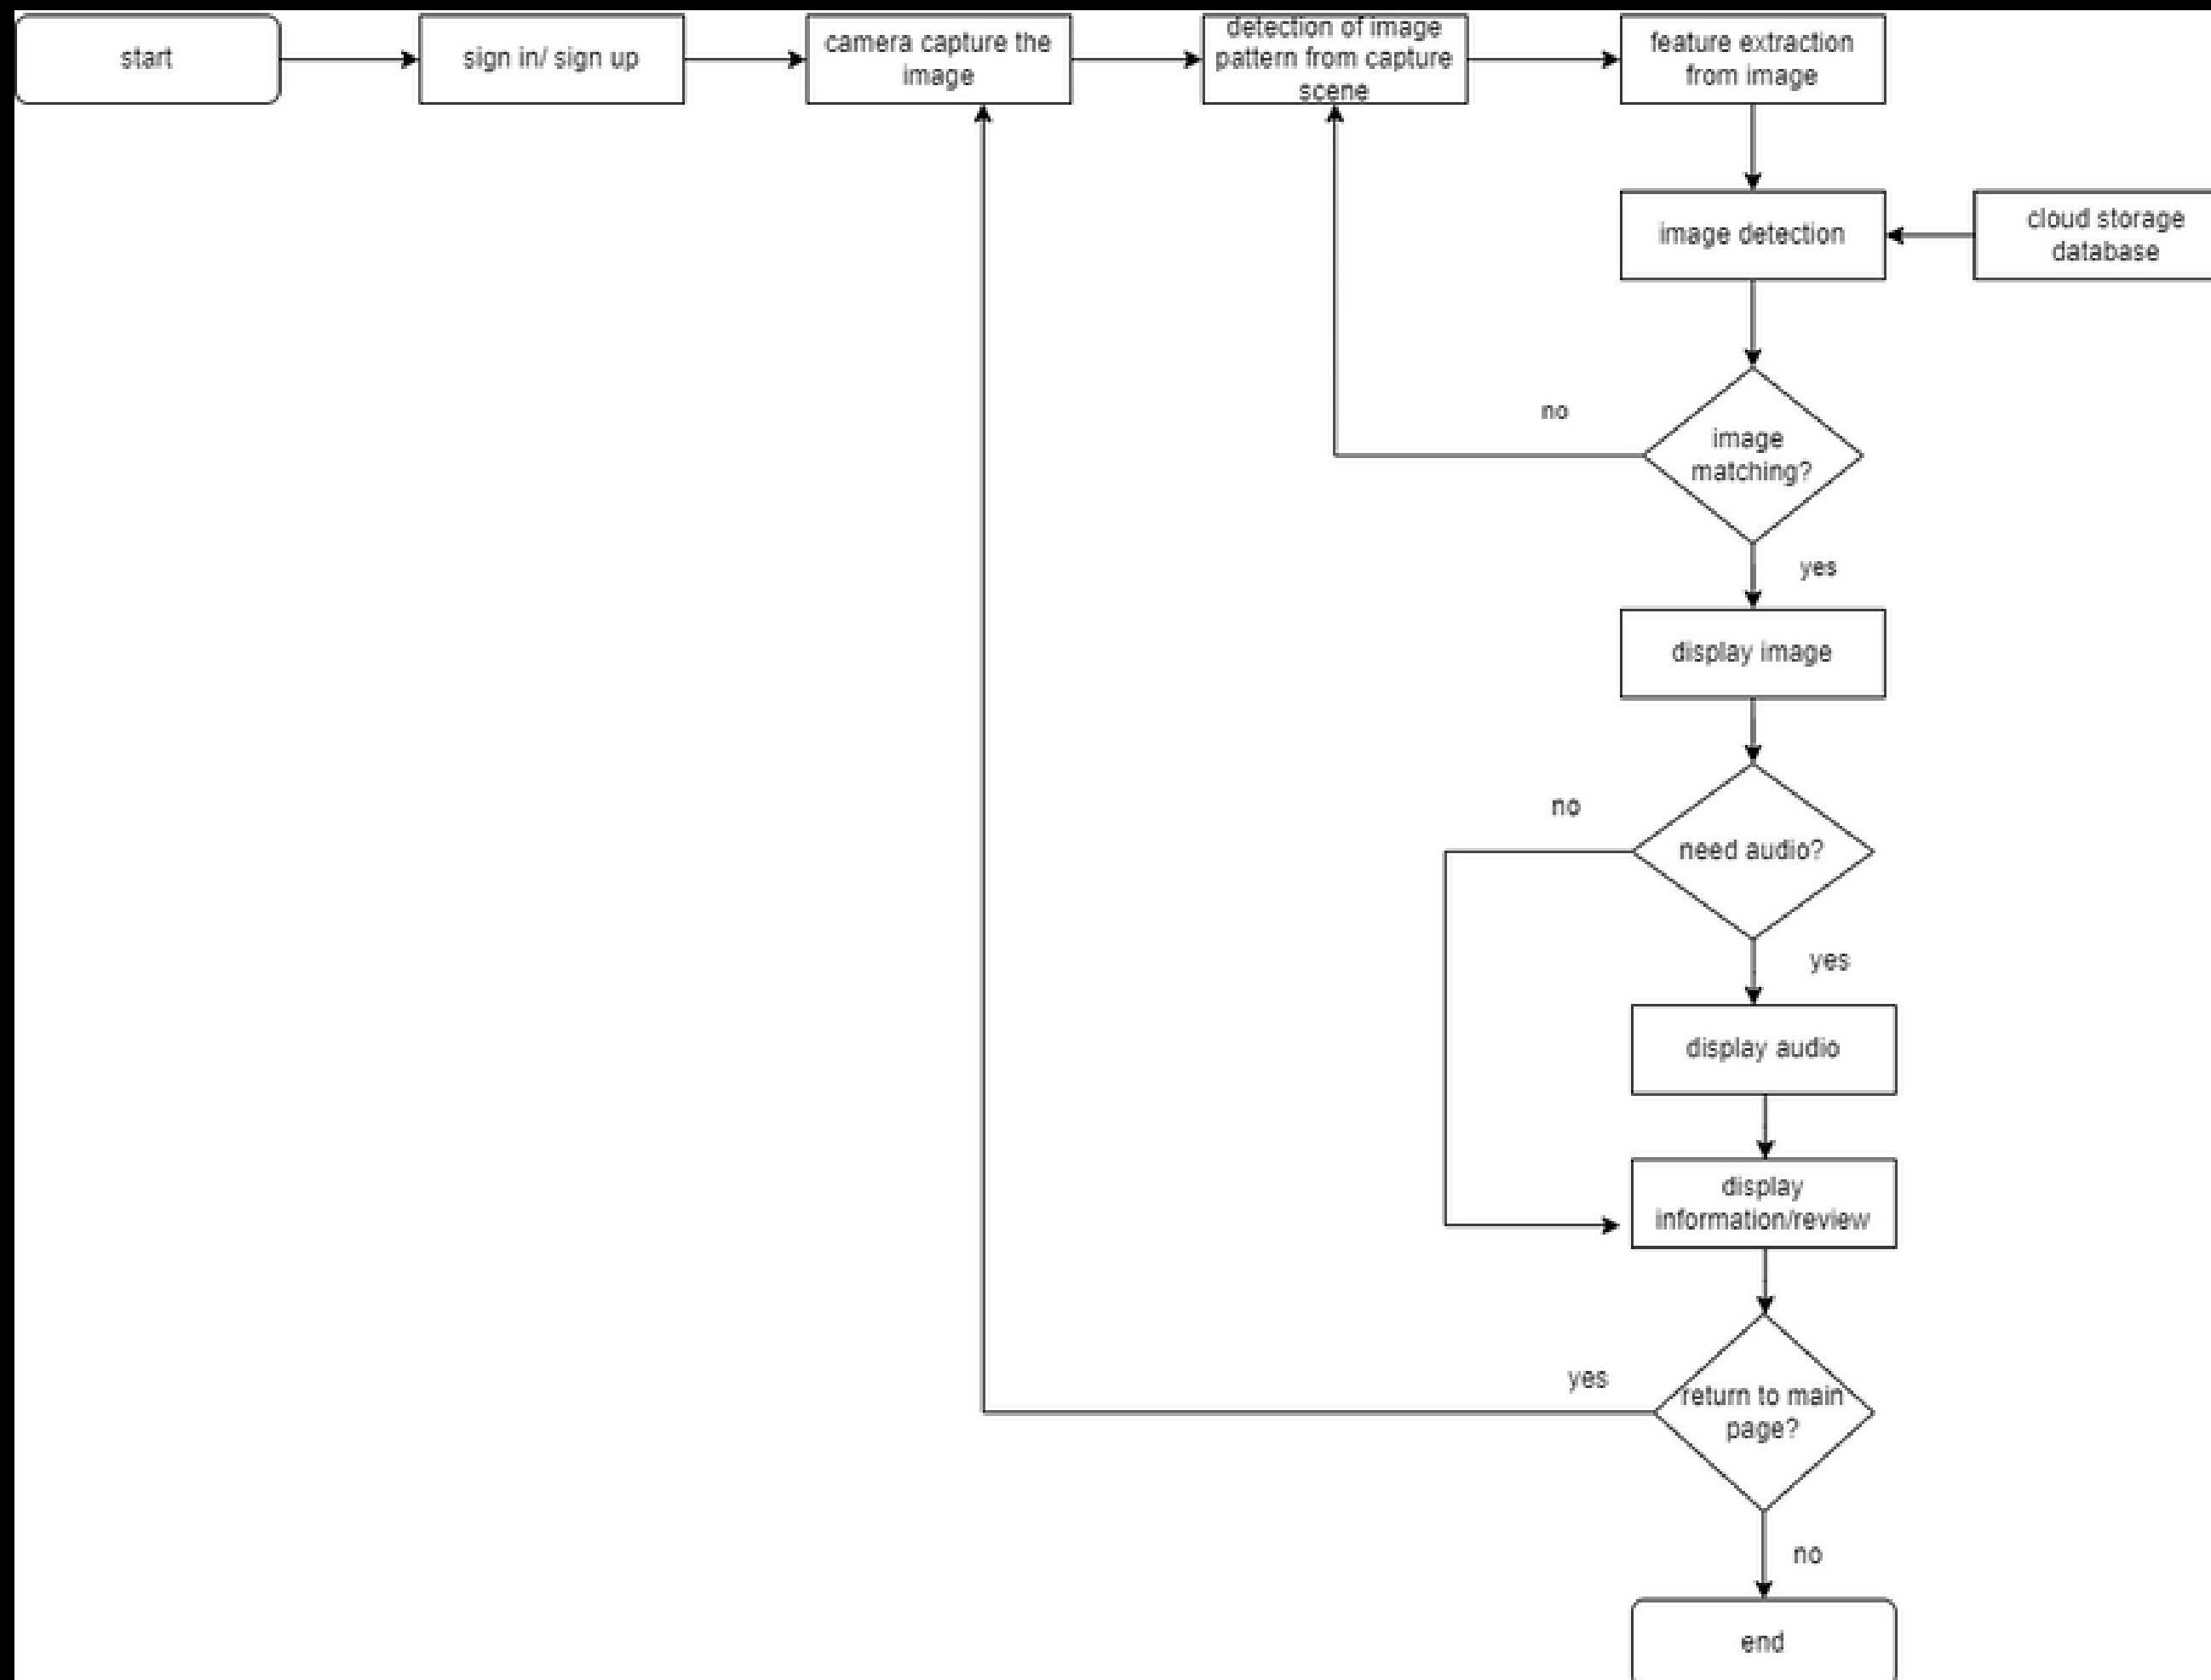 start
sign in/ sign up
camera capture the
image
detection of image
pattern from capture
scene
feature extraction
from image
image detection
cloud storage
database
image
matching?
no
yes
display image
need audio?
no
yes
display audio
display
information/review
return to main
page?
yes
no
end